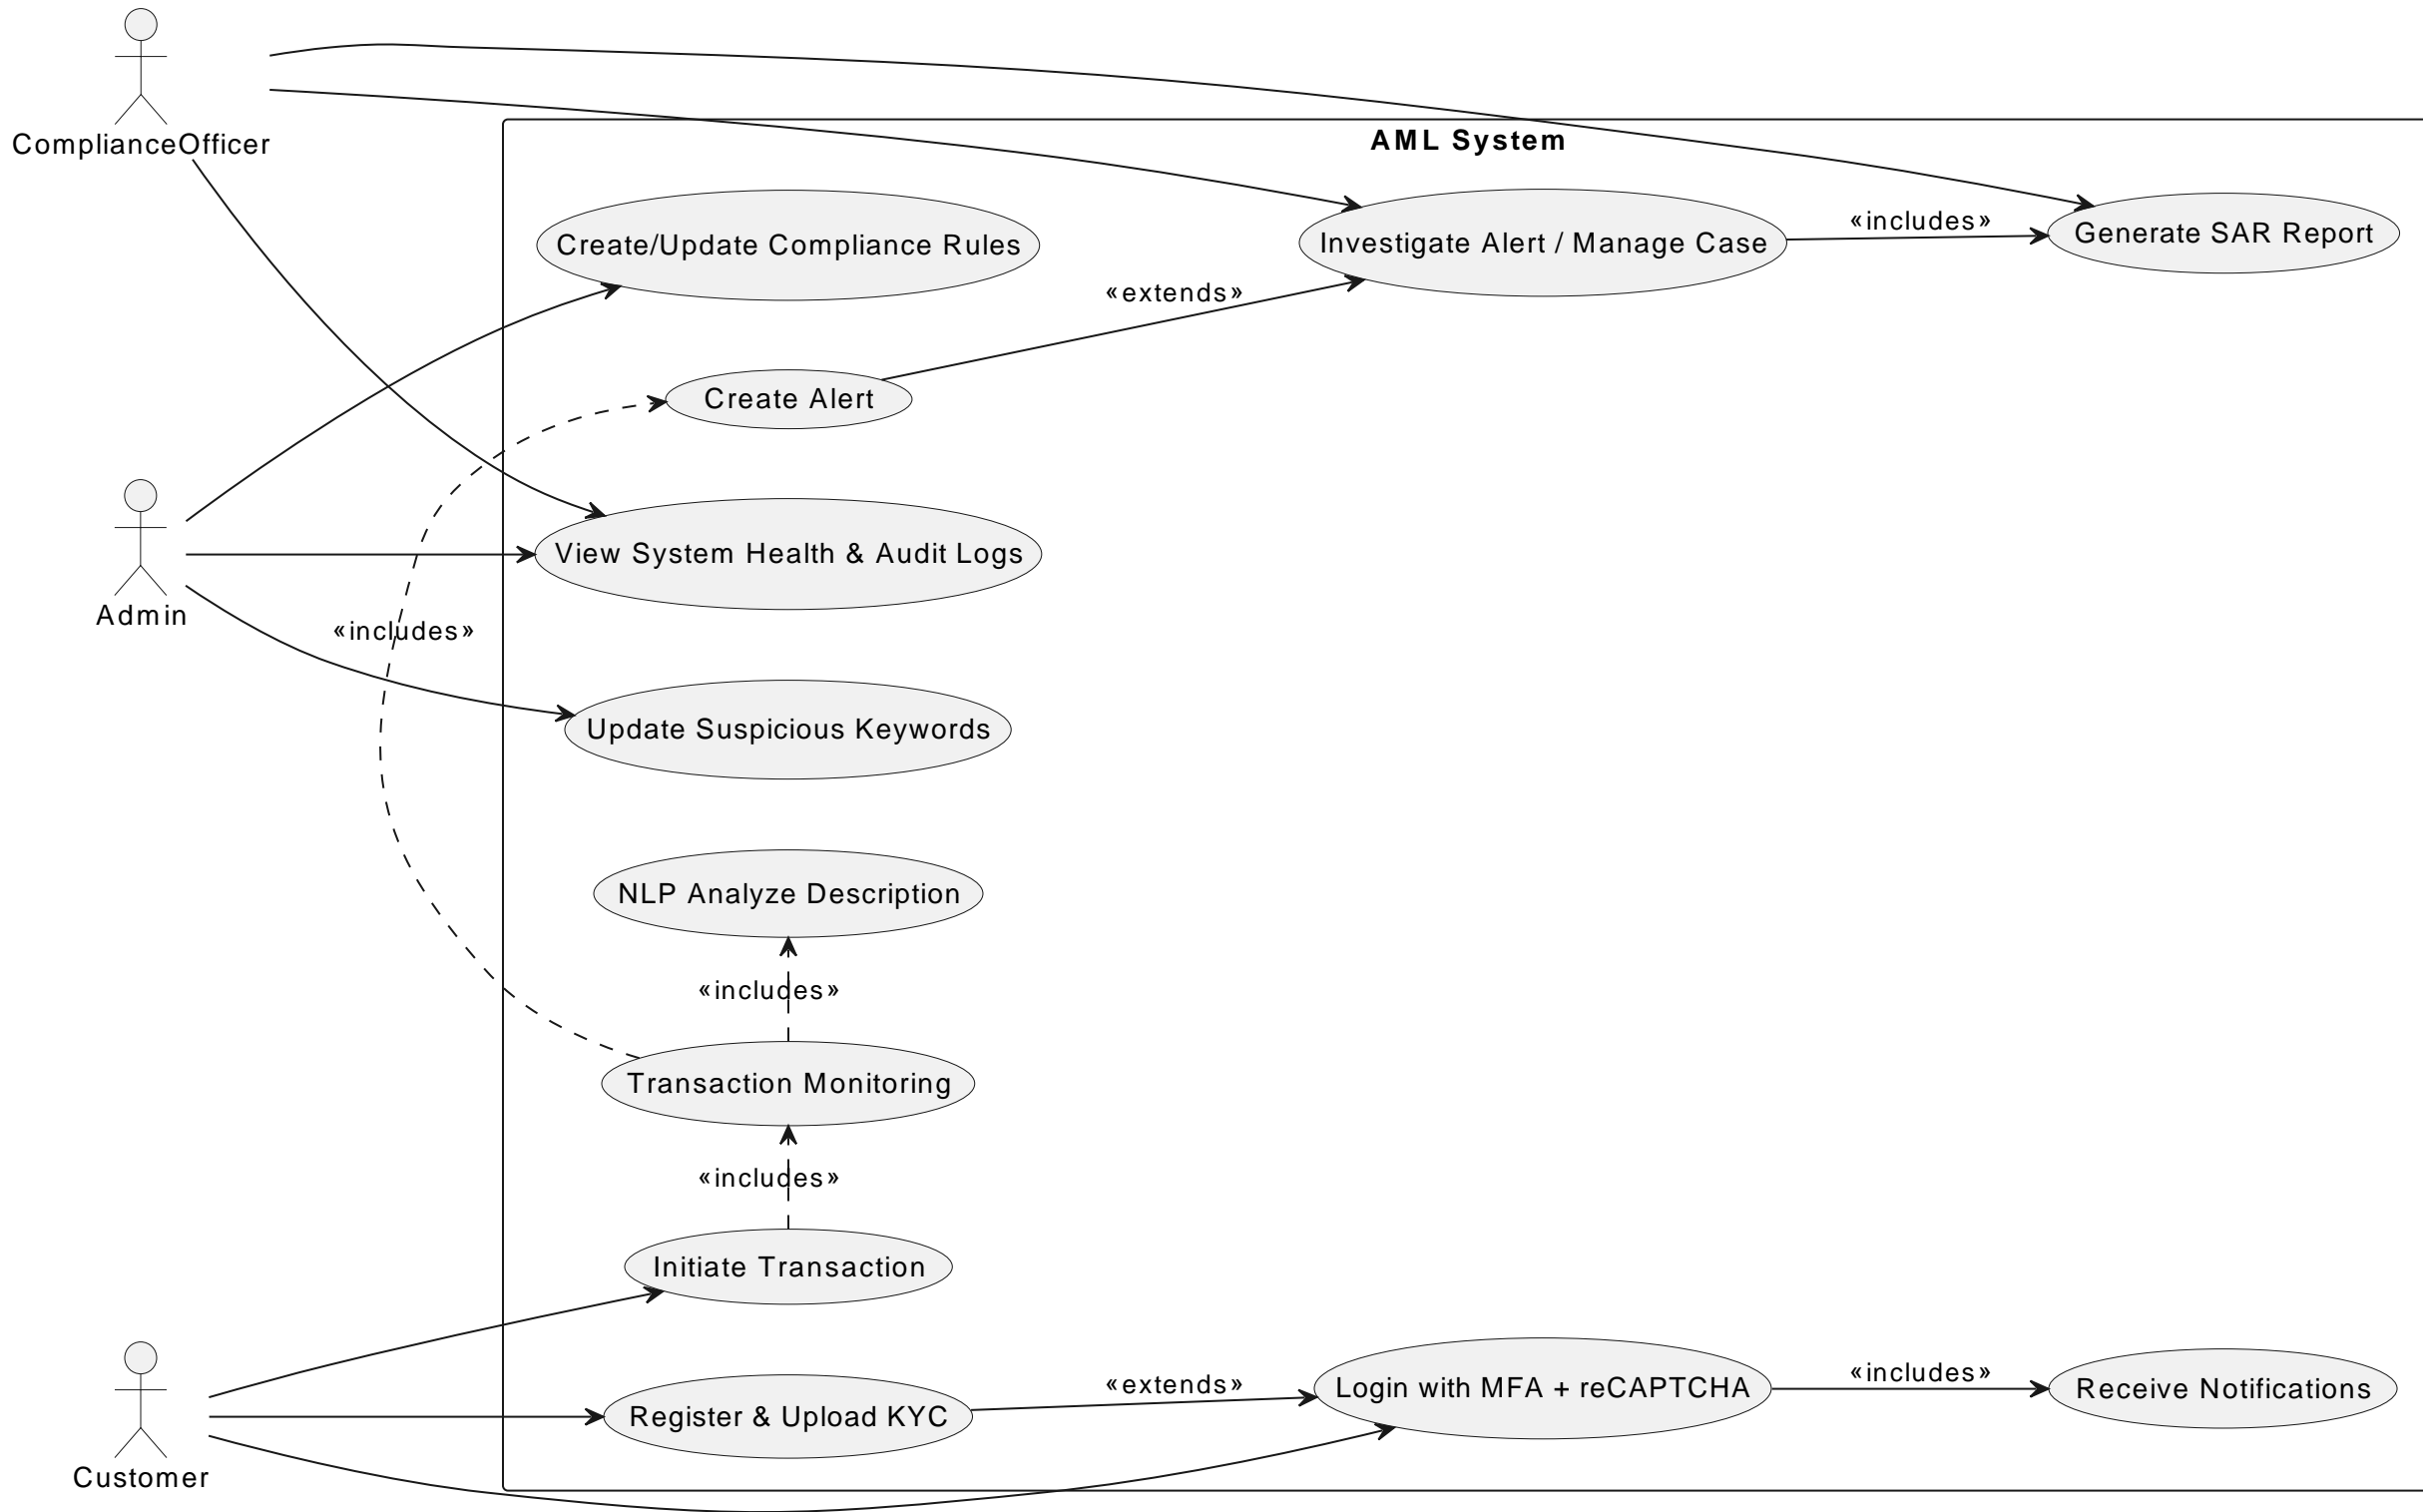 ComplianceOfficer
AML System
Create/Update Compliance Rules
Investigate Alert / Manage Case
«includes»
Generate SAR Report
«extends»
Create Alert
View System Health & Audit Logs
Admin
«includes»
Update Suspicious Keywords
NLP Analyze Description
«includes»
Transaction Monitoring
«includes»
Initiate Transaction
Register & Upload KYC
«extends»
Login with MFA + reCAPTCHA
«includes»
Receive Notifications
Customer